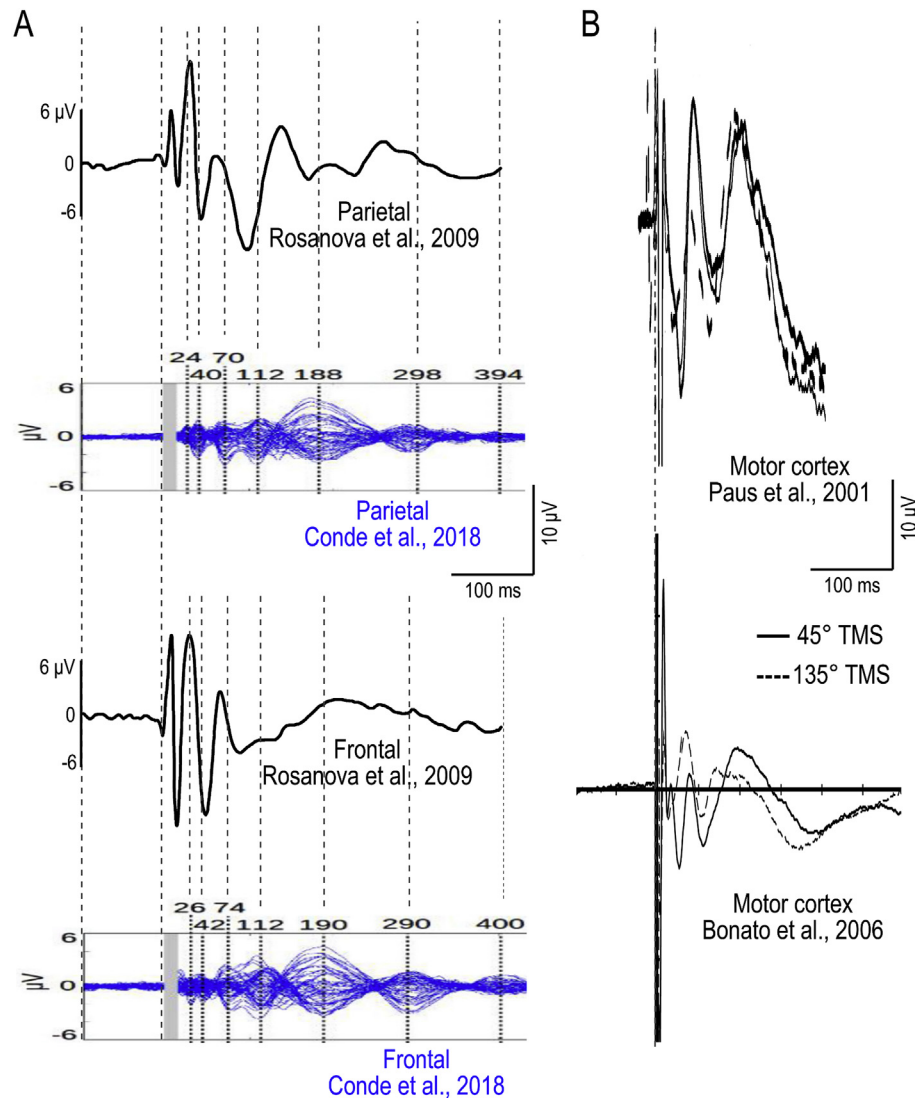 A
B
6 µV
0
-6
Parietal
Rosanova et al., 2009
24 70
40 112 188 298 394
6
0
-6
µV
Parietal
Conde et al., 2018
10 µV
100 ms
Motor cortex
Paus et al., 2001
10 µV
100 ms
45° TMS
135° TMS
6 µV
0
-6
Frontal
Rosanova et al., 2009
26 74
42 112 190 290 400
6
0
-6
µV
Frontal
Conde et al., 2018
Motor cortex
Bonato et al., 2006